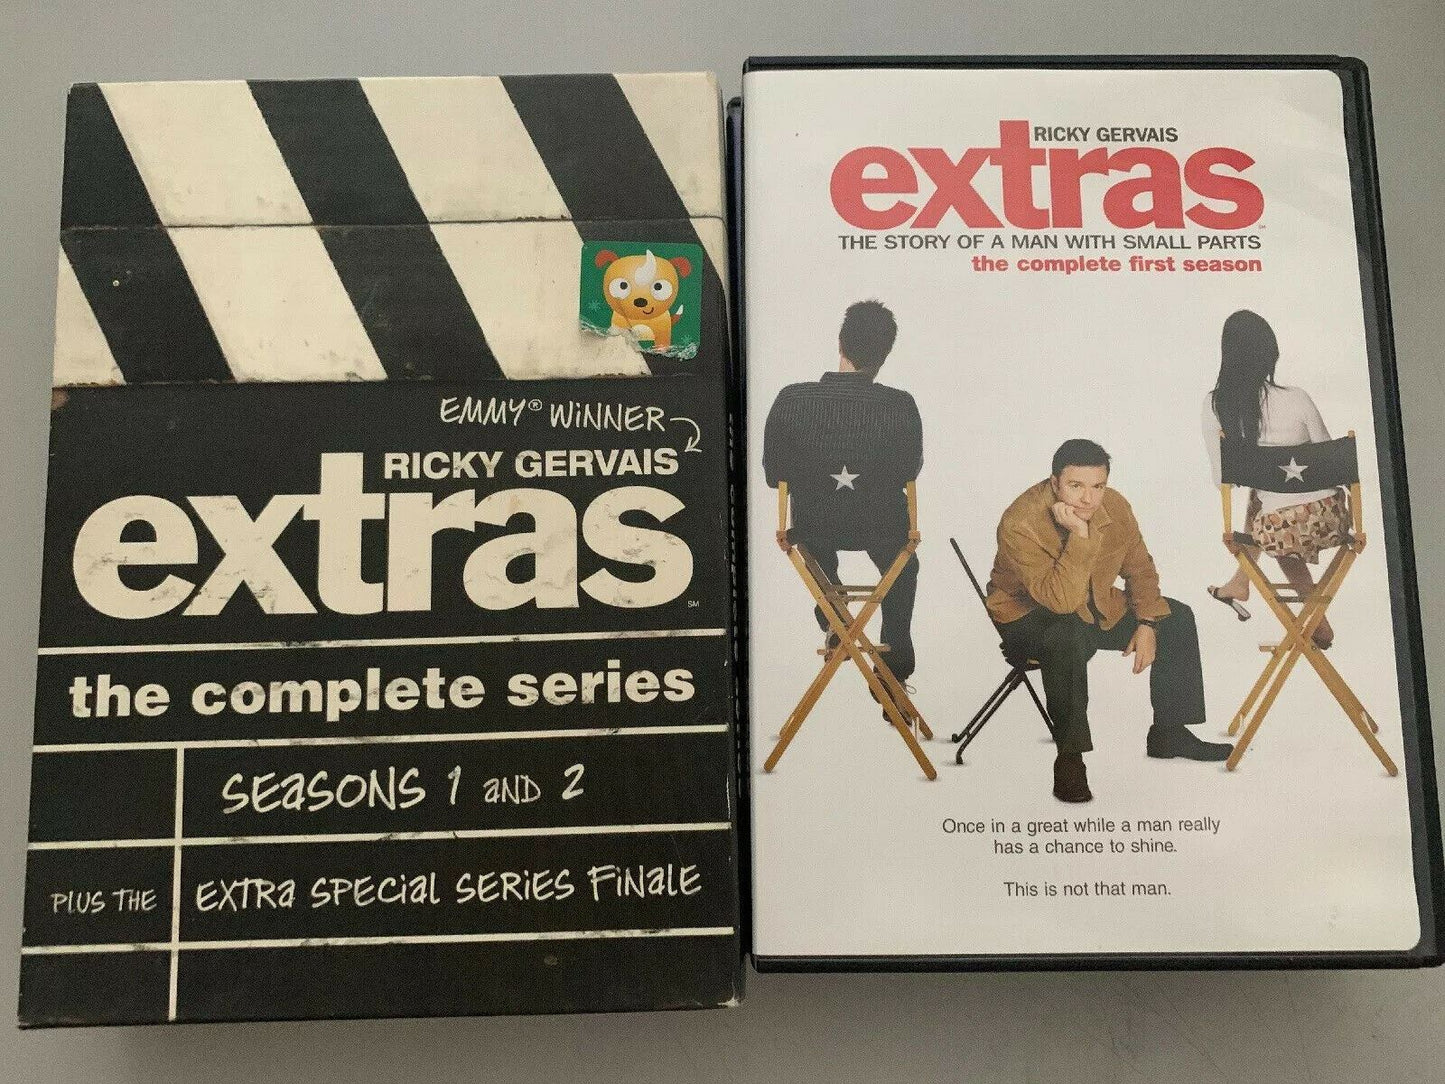 EMMY® WINNER
RICKY GERVAIS
extras
SM
the complete series
SEASONS 1 AND 2
PLUS THE
EXTRA SPECIAL SERIES FINALE
RICKY GERVAIS
extras
SM
THE STORY OF A MAN WITH SMALL PARTS
the complete first season
Once in a great while a man really
has a chance to shine.
This is not that man.